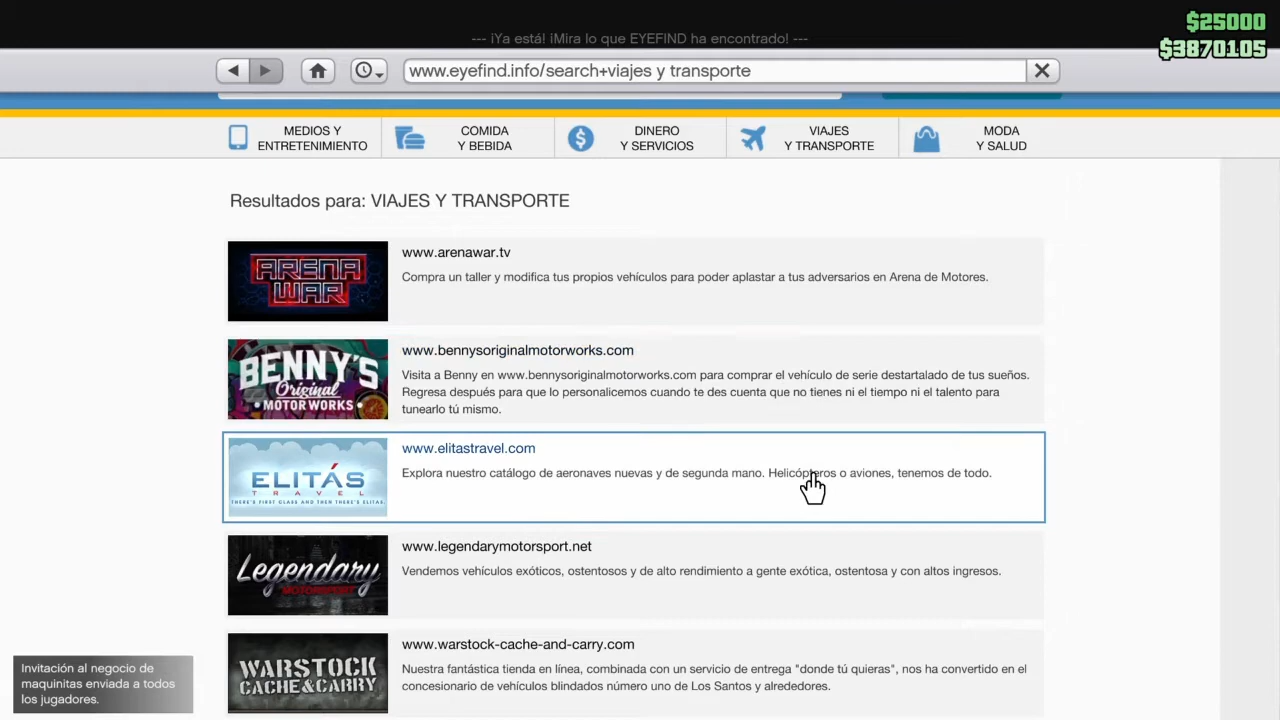 $25000
$3870105
--- ¡Ya está! ¡Mira lo que EYEFIND ha encontrado! ---
www.eyefind.info/search+viajes y transporte
MEDIOS Y
ENTRETENIMIENTO
COMIDA
Y BEBIDA
DINERO
Y SERVICIOS
VIAJES
Y TRANSPORTE
MODA
Y SALUD
Resultados para: VIAJES Y TRANSPORTE
ARENA
WAR
www.arenawar.tv
Compra un taller y modifica tus propios vehículos para poder aplastar a tus adversarios en Arena de Motores.
BENNY'S
Original
MOTOR WORKS
www.bennysoriginalmotorworks.com
Visita a Benny en www.bennysoriginalmotorworks.com para comprar el vehículo de serie destartalado de tus sueños.
Regresa después para que lo personalicemos cuando te des cuenta que no tienes ni el tiempo ni el talento para
tunearlo tú mismo.
ELITÁS
TRAVEL
THERE'S FIRST CLASS AND THEN THERE'S ELITAS.
www.elitastravel.com
Explora nuestro catálogo de aeronaves nuevas y de segunda mano. Helicópteros o aviones, tenemos de todo.
Legendary
MOTORSPORT
www.legendarymotorsport.net
Vendemos vehículos exóticos, ostentosos y de alto rendimiento a gente exótica, ostentosa y con altos ingresos.
WARSTOCK
CACHE&CARRY
www.warstock-cache-and-carry.com
Nuestra fantástica tienda en línea, combinada con un servicio de entrega "donde tú quieras", nos ha convertido en el
concesionario de vehículos blindados número uno de Los Santos y alrededores.
Invitación al negocio de
maquinitas enviada a todos
los jugadores.